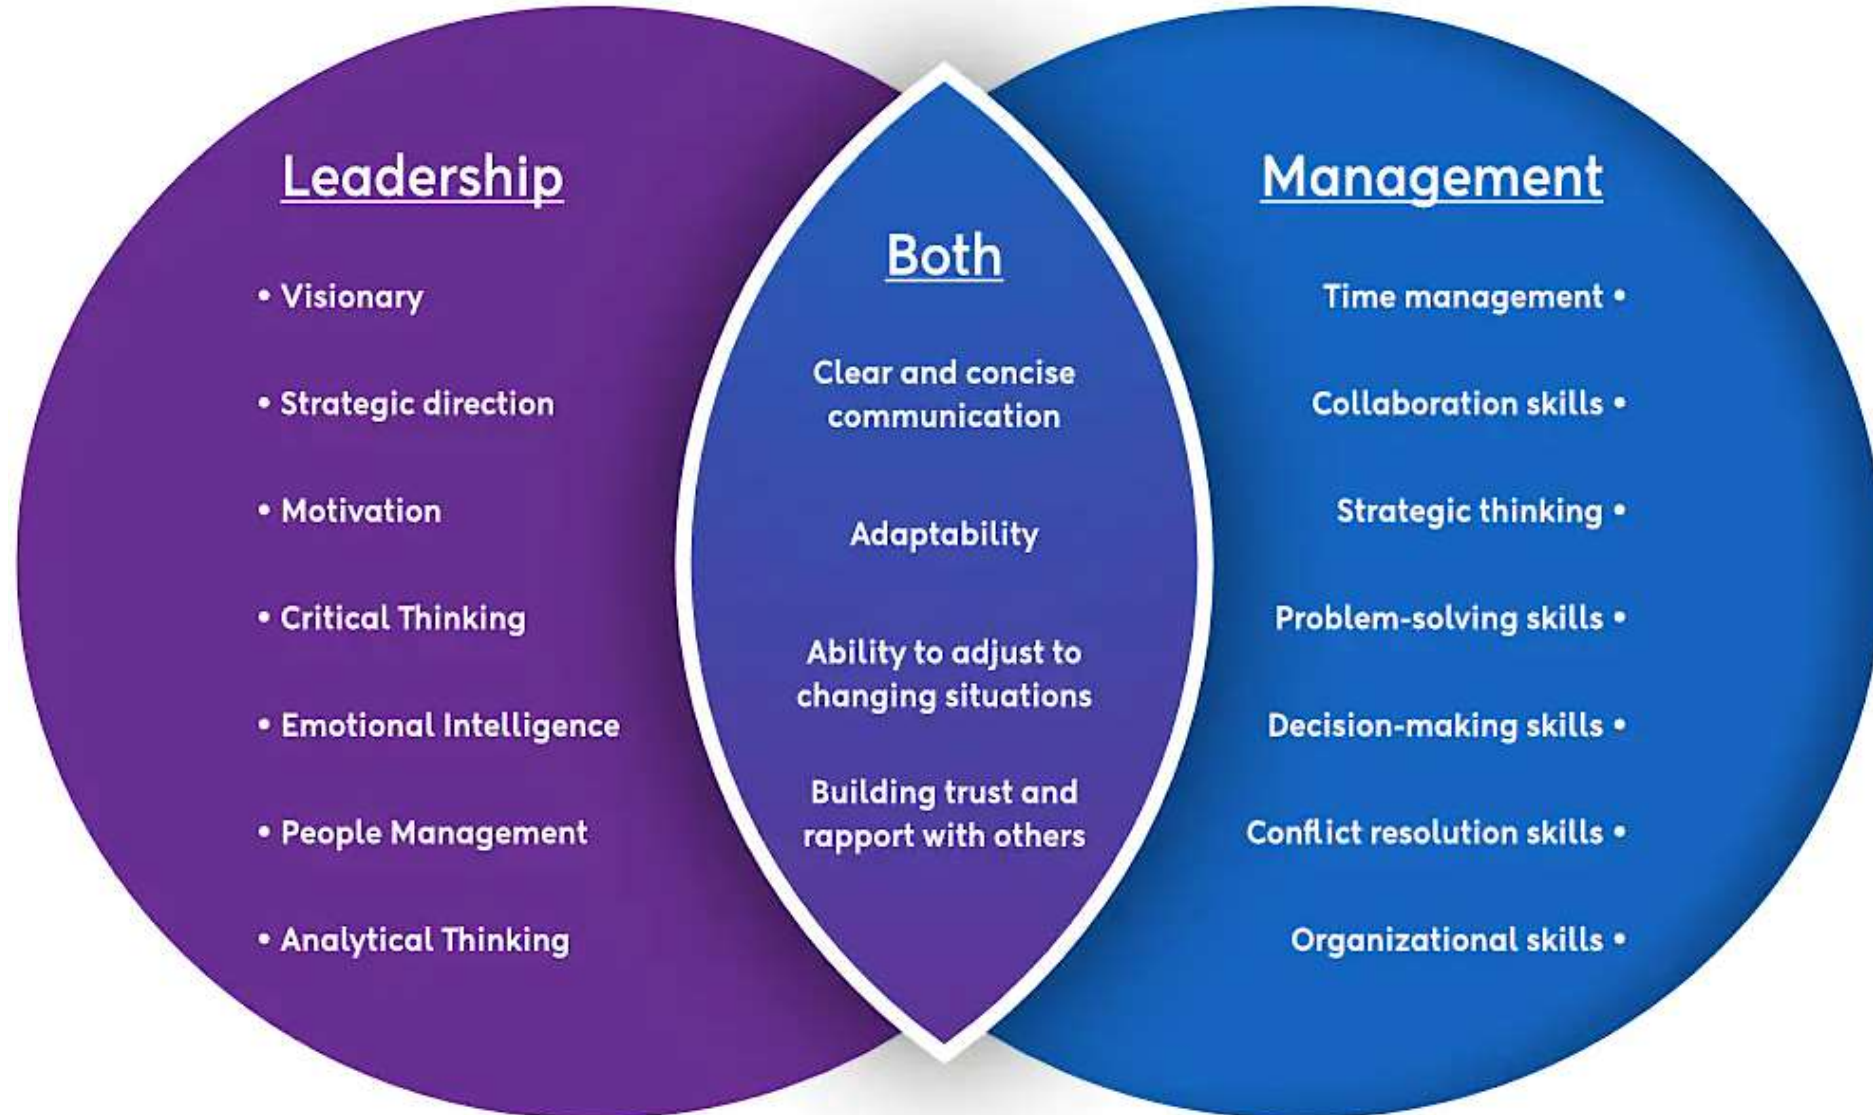 Leadership
• Visionary
• Strategic direction
• Motivation
• Critical Thinking
• Emotional Intelligence
• People Management
• Analytical Thinking
Both
Clear and concise
communication
Adaptability
Ability to adjust to
changing situations
Building trust and
rapport with others
Management
Time management •
Collaboration skills •
Strategic thinking •
Problem-solving skills •
Decision-making skills •
Conflict resolution skills •
Organizational skills •